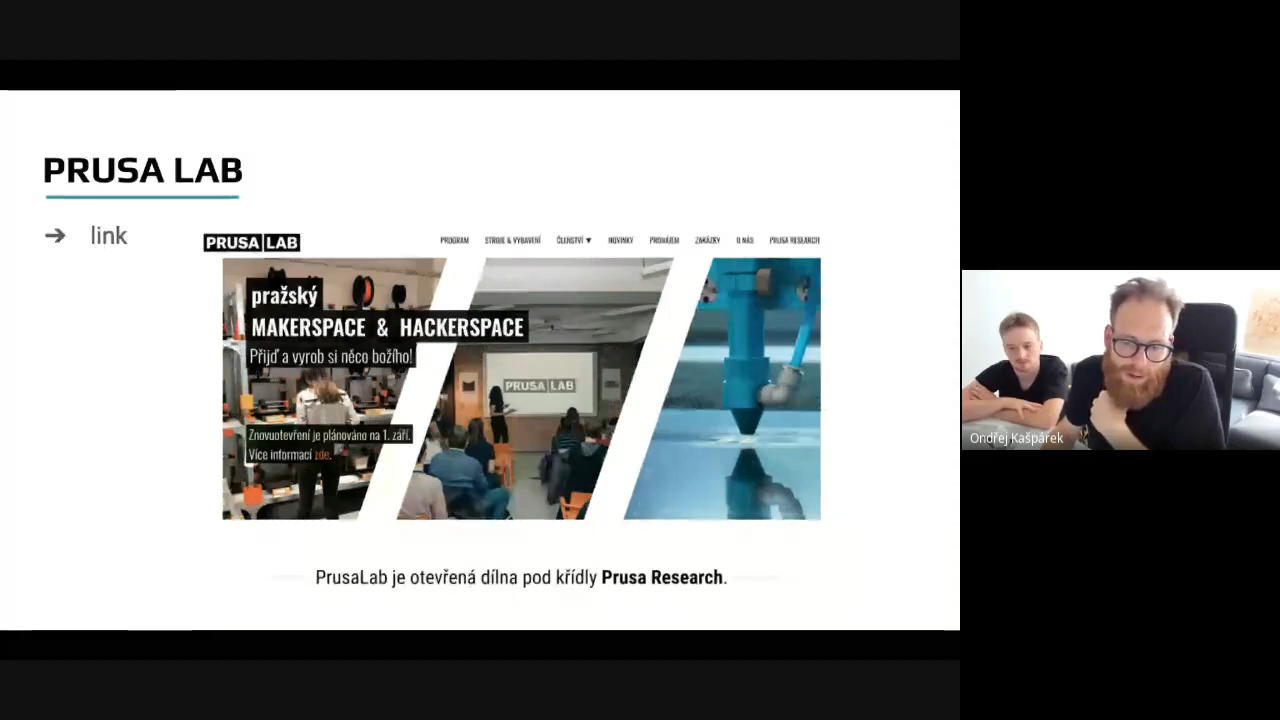 PRUSA LAB
➔ link
PRUSA LAB
PROGRAM STROJE & VYBAVENÍ ČLENSTVÍ ▼ NOVINKY PRONÁJEM ZAKÁZKY O NÁS PRUSA RESEARCH
pražský
MAKERSPACE & HACKERSPACE
Přijď a vyrob si něco božího!
PRUSA LAB
Znovuotevření je plánováno na 1. září.
Více informací zde.
PrusaLab je otevřená dílna pod křídly Prusa Research.
Ondřej Kašpárek